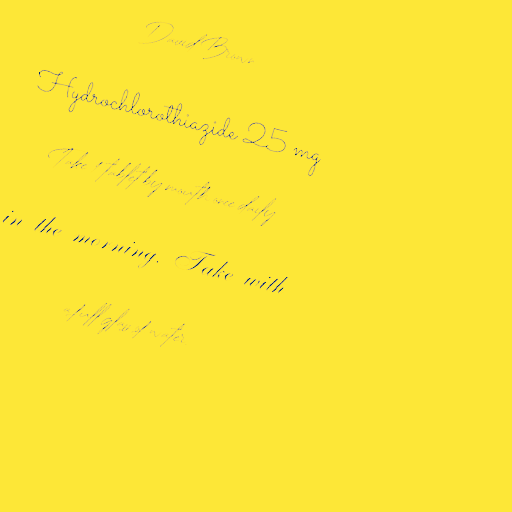 David Brown
Hydrochlorothiazide 25 mg
Take 1 tablet by mouth once daily
in the morning. Take with
a full glass of water